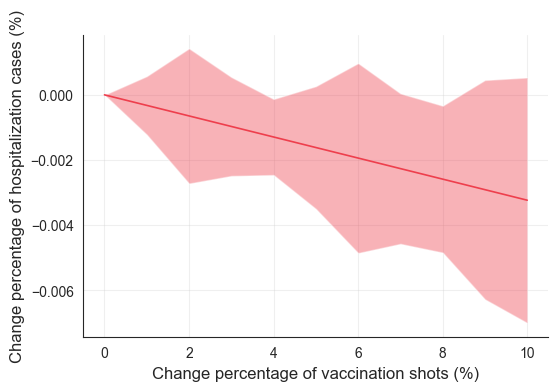 Change percentage of hospitalization cases (%)
0.000
−0.002
−0.004
−0.006
0 2 4 6 8 10
Change percentage of vaccination shots (%)